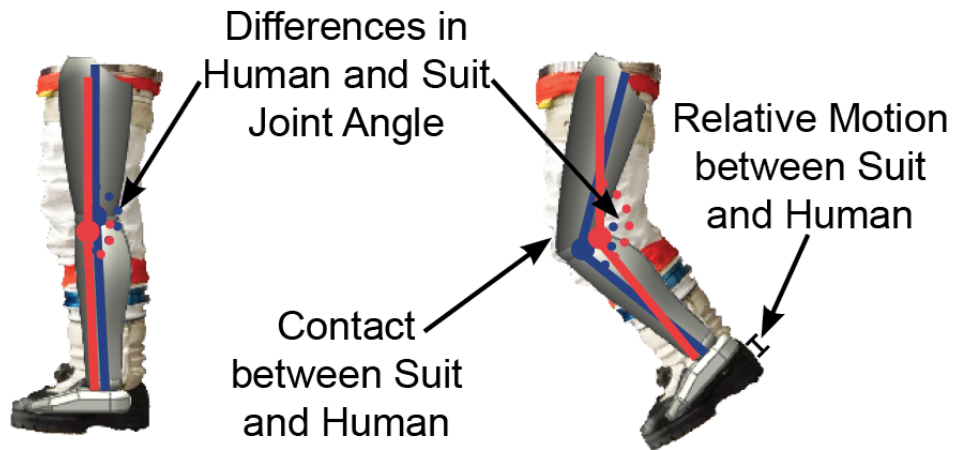 Differences in
Human and Suit
Joint Angle
Relative Motion
between Suit
and Human
Contact
between Suit
and Human